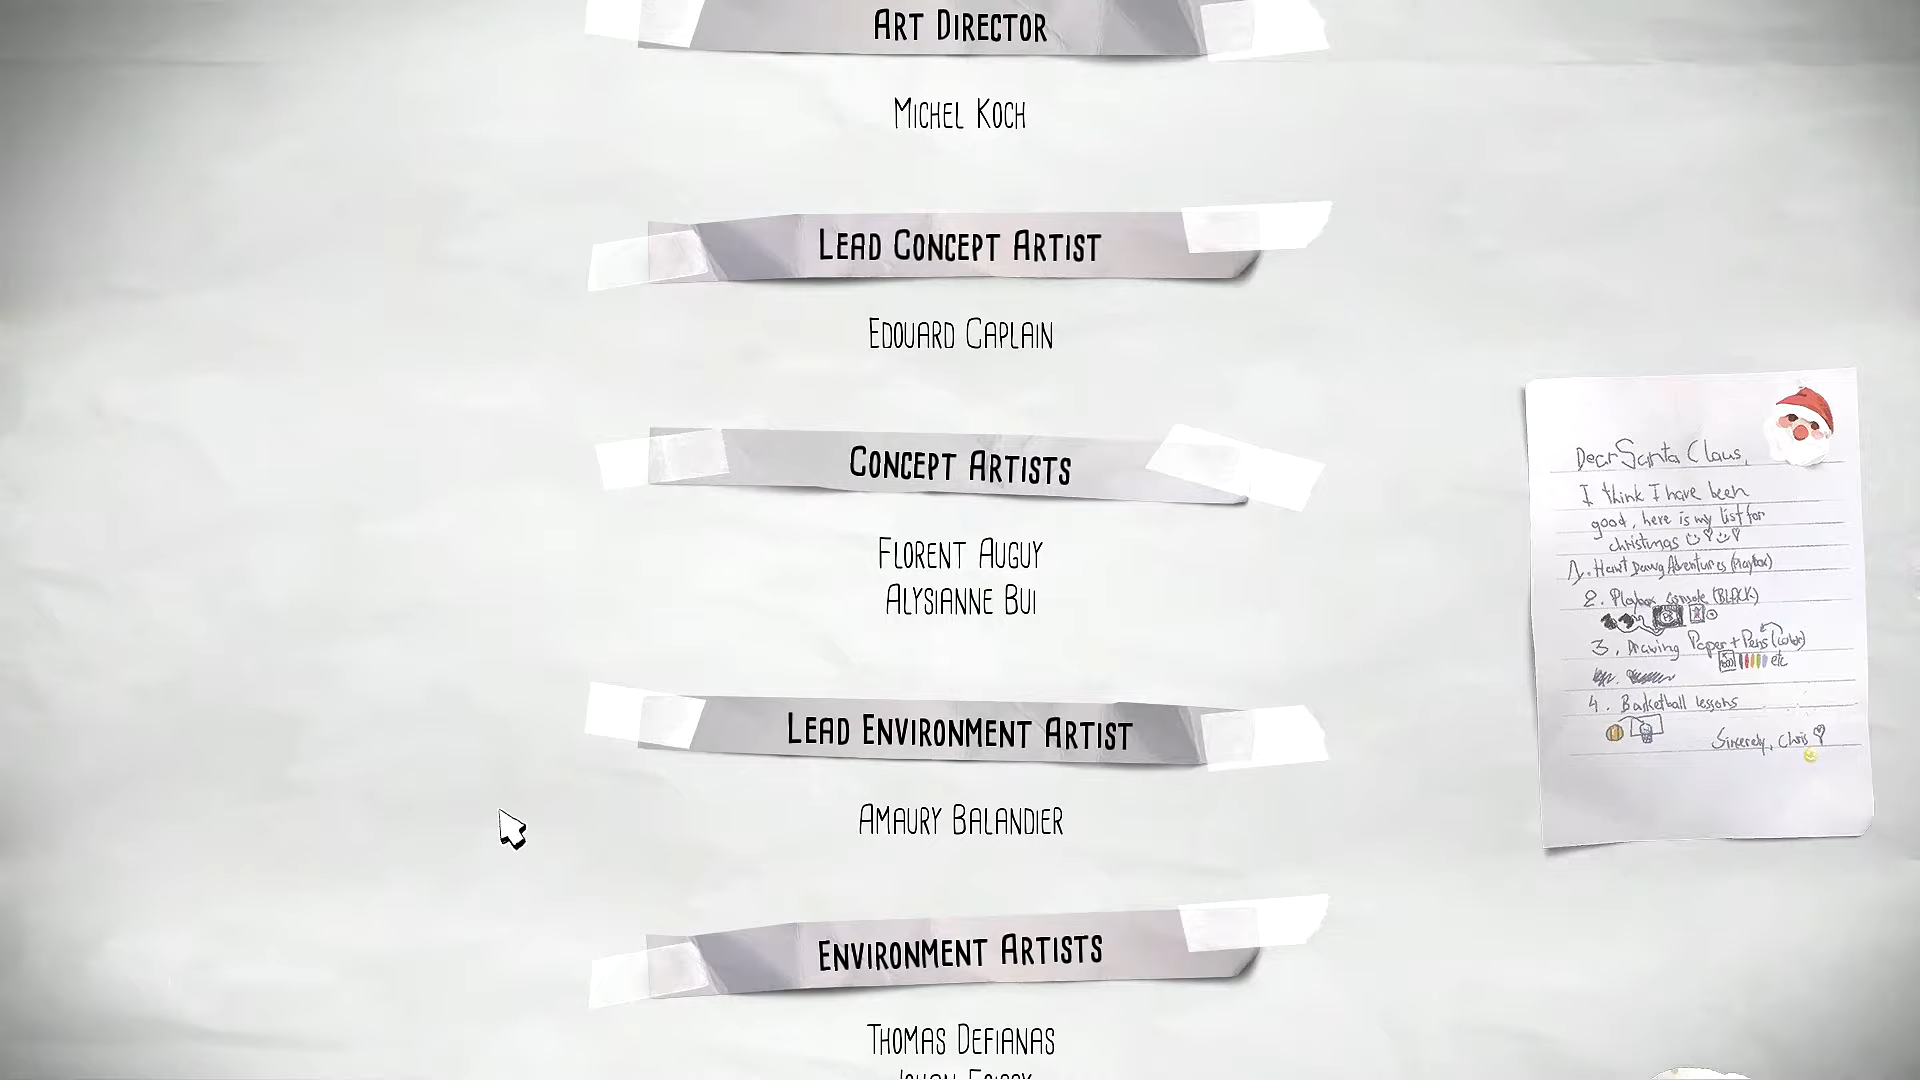 Art Director
Michel Koch
Lead Concept Artist
Edouard Caplain
Concept Artists
Florent Auguy
Alysianne Bui
Lead Environment Artist
Amaury Balandier
Environment Artists
Thomas Defianas
Dear Santa Claus,
I think I have been
good, here is my list for
christmas
1. Hawt Dawg Adventures (Playbox)
2. Playbox console (BLACK)
3. Drawing Paper + Pens (color)
etc
4. Basketball lessons
Sincerely, Chris